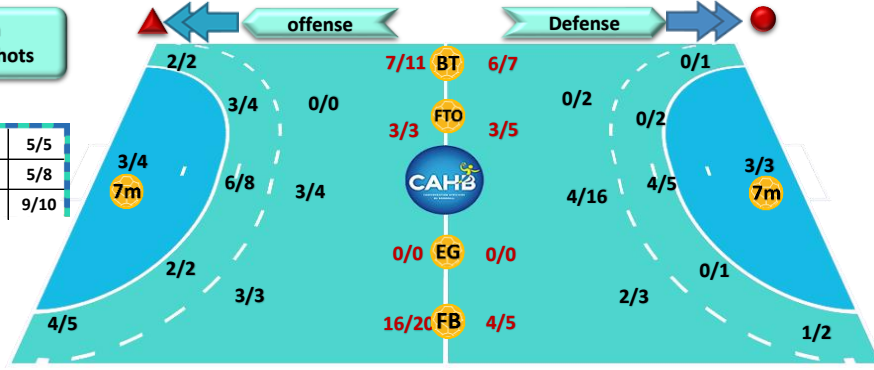 offense
Defense
hots
2/2
7/11 BT 6/7
0/1
3/4
0/0
0/2
0/2
3/3 FTO 3/5
5/5
5/8
9/10
3/4
7m
6/8
3/4
CAHB
4/16
4/5
3/3
7m
2/2
0/0 EG 0/0
0/1
3/3
2/3
4/5
16/20 FB 4/5
1/2